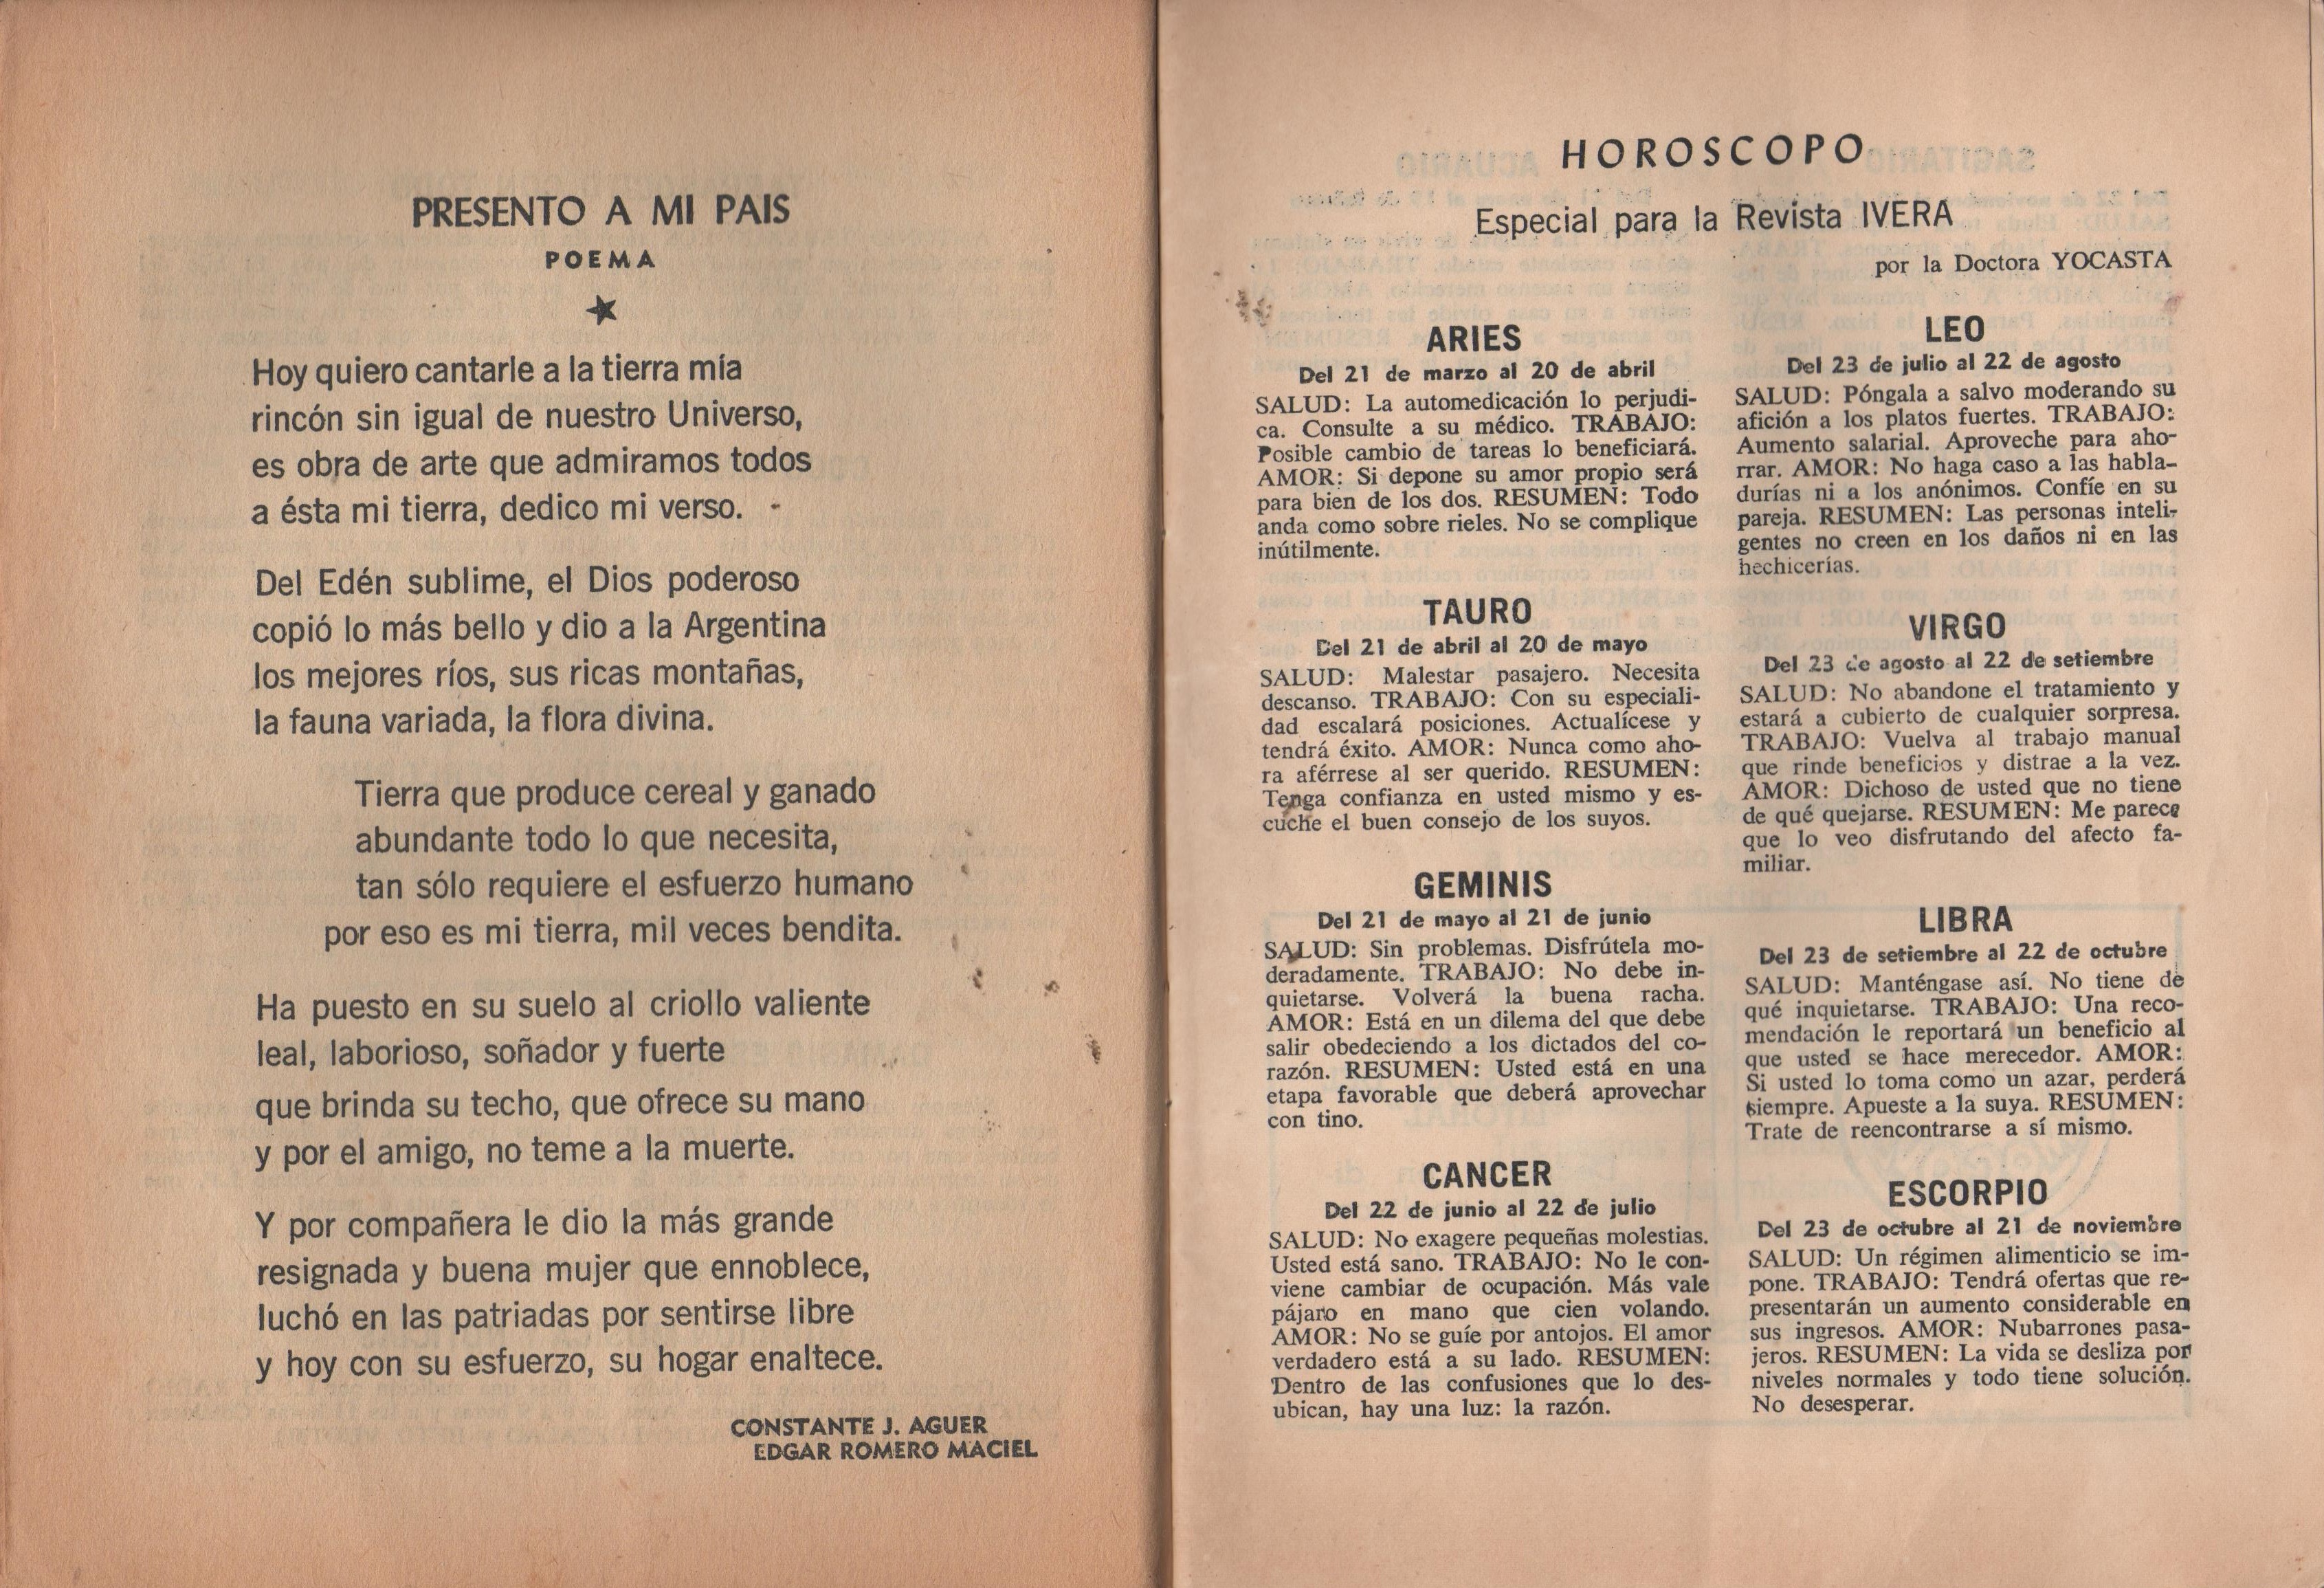 PRESENTO A MI PAIS
POEMA
Hoy quiero cantarle a la tierra mía
rincón sin igual de nuestro Universo,
es obra de arte que admiramos todos
a ésta mi tierra, dedico mi verso.
Del Edén sublime, el Dios poderoso
copió lo más bello y dio a la Argentina
los mejores ríos, sus ricas montañas,
la fauna variada, la flora divina.
Tierra que produce cereal y ganado
abundante todo lo que necesita,
tan sólo requiere el esfuerzo humano
por eso es mi tierra, mil veces bendita.
Ha puesto en su suelo al criollo valiente
leal, laborioso, soñador y fuerte
que brinda su techo, que ofrece su mano
y por el amigo, no teme a la muerte.
Y por compañera le dio la más grande
resignada y buena mujer que ennoblece,
luchó en las patriadas por sentirse libre
y hoy con su esfuerzo, su hogar enaltece.
CONSTANTE J. AGUER
EDGAR ROMERO MACIEL
HOROSCOPO
Especial para la Revista IVERA
por la Doctora YOCASTA
ARIES
Del 21 de marzo al 20 de abril
SALUD: La automedicación lo perjudi-
ca. Consulte a su médico. TRABAJO:
Posible cambio de tareas lo beneficiará.
AMOR: Si depone su amor propio será
para bien de los dos. RESUMEN: Todo
anda como sobre rieles. No se complique
inútilmente.
TAURO
Del 21 de abril al 20 de mayo
SALUD: Malestar pasajero. Necesita
descanso. TRABAJO: Con su especiali-
dad escalará posiciones. Actualícese y
tendrá éxito. AMOR: Nunca como aho-
ra aférrese al ser querido. RESUMEN:
Tenga confianza en usted mismo y es-
cuche el buen consejo de los suyos.
GEMINIS
Del 21 de mayo al 21 de junio
SALUD: Sin problemas. Disfrútela mo-
deradamente. TRABAJO: No debe in-
quietarse. Volverá la buena racha.
AMOR: Está en un dilema del que debe
salir obedeciendo a los dictados del co-
razón. RESUMEN: Usted está en una
etapa favorable que deberá aprovechar
con tino.
CANCER
Del 22 de junio al 22 de julio
SALUD: No exagere pequeñas molestias.
Usted está sano. TRABAJO: No le con-
viene cambiar de ocupación. Más vale
pájaro en mano que cien volando.
AMOR: No se guíe por antojos. El amor
verdadero está a su lado. RESUMEN:
Dentro de las confusiones que lo des-
ubican, hay una luz: la razón.
LEO
Del 23 de julio al 22 de agosto
SALUD: Póngala a salvo moderando su
afición a los platos fuertes. TRABAJO:
Aumento salarial. Aproveche para aho-
rrar. AMOR: No haga caso a las habla-
durías ni a los anónimos. Confíe en su
pareja. RESUMEN: Las personas inteli-
gentes no creen en los daños ni en las
hechicerías.
VIRGO
Del 23 de agosto al 22 de setiembre
SALUD: No abandone el tratamiento y
estará a cubierto de cualquier sorpresa.
TRABAJO: Vuelva al trabajo manual
que rinde beneficios y distrae a la vez.
AMOR: Dichoso de usted que no tiene
de qué quejarse. RESUMEN: Me parece
que lo veo disfrutando del afecto fa-
miliar.
LIBRA
Del 23 de setiembre al 22 de octubre
SALUD: Manténgase así. No tiene de
qué inquietarse. TRABAJO: Una reco-
mendación le reportará un beneficio al
que usted se hace merecedor. AMOR:
Si usted lo toma como un azar, perderá
siempre. Apueste a la suya. RESUMEN:
Trate de reencontrarse a sí mismo.
ESCORPIO
Del 23 de octubre al 21 de noviembre
SALUD: Un régimen alimenticio se im-
pone. TRABAJO: Tendrá ofertas que re-
presentarán un aumento considerable en
sus ingresos. AMOR: Nubarrones pasa-
jeros. RESUMEN: La vida se desliza por
niveles normales y todo tiene solución.
No desesperar.